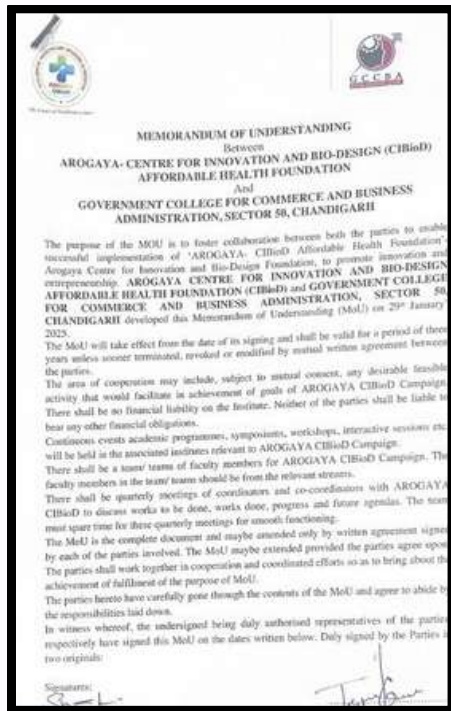 GCCBA
MEMORANDUM OF UNDERSTANDING
Between
AROGAYA- CENTRE FOR INNOVATION AND BIO-DESIGN (CIBioD)
AFFORDABLE HEALTH FOUNDATION
And
GOVERNMENT COLLEGE FOR COMMERCE AND BUSINESS
ADMINISTRATION, SECTOR 50, CHANDIGARH
The purpose of the MOU is to foster collaboration between both the parties to enable
successful implementation of 'AROGAYA- CIBioD Affordable Health Foundation'-
Arogaya Centre for Innovation and Bio-Design Foundation, to promote innovation and
entrepreneurship. AROGAYA CENTRE FOR INNOVATION AND BIO-DESIGN
AFFORDABLE HEALTH FOUNDATION (CIBioD) and GOVERNMENT COLLEGE
FOR COMMERCE AND BUSINESS ADMINISTRATION, SECTOR 50,
CHANDIGARH developed this Memorandum of Understanding (MoU) on 29th January
2025.
The MoU will take effect from the date of its signing and shall be valid for a period of three
years unless sooner terminated, revoked or modified by mutual written agreement between
the parties.
The area of cooperation may include, subject to mutual consent, any desirable feasible
activity that would facilitate in achievement of goals of AROGAYA CIBioD Campaign.
There shall be no financial liability on the Institute. Neither of the parties shall be liable to
bear any other financial obligations.
Continuous events academic programmes, symposiums, workshops, interactive sessions etc.
will be held in the associated institutes relevant to AROGAYA CIBioD Campaign.
There shall be a team/ teams of faculty members for AROGAYA CIBioD Campaign. The
faculty members in the team/ teams should be from the relevant streams.
There shall be quarterly meetings of coordinators and co-coordinators with AROGAYA
CIBioD to discuss works to be done, works done, progress and future agendas. The team
must spare time for these quarterly meetings for smooth functioning.
The MoU is the complete document and maybe amended only by written agreement signed
by each of the parties involved. The MoU maybe extended provided the parties agree upon
The parties shall work together in cooperation and coordinated efforts so as to bring about the
achievement of fulfilment of the purpose of MoU.
The parties hereto have carefully gone through the contents of the MoU and agree to abide by
the responsibilities laid down.
In witness whereof, the undersigned being duly authorised representatives of the parties
respectively have signed this MoU on the dates written below. Duly signed by the Parties in
two originals:
Signatures: